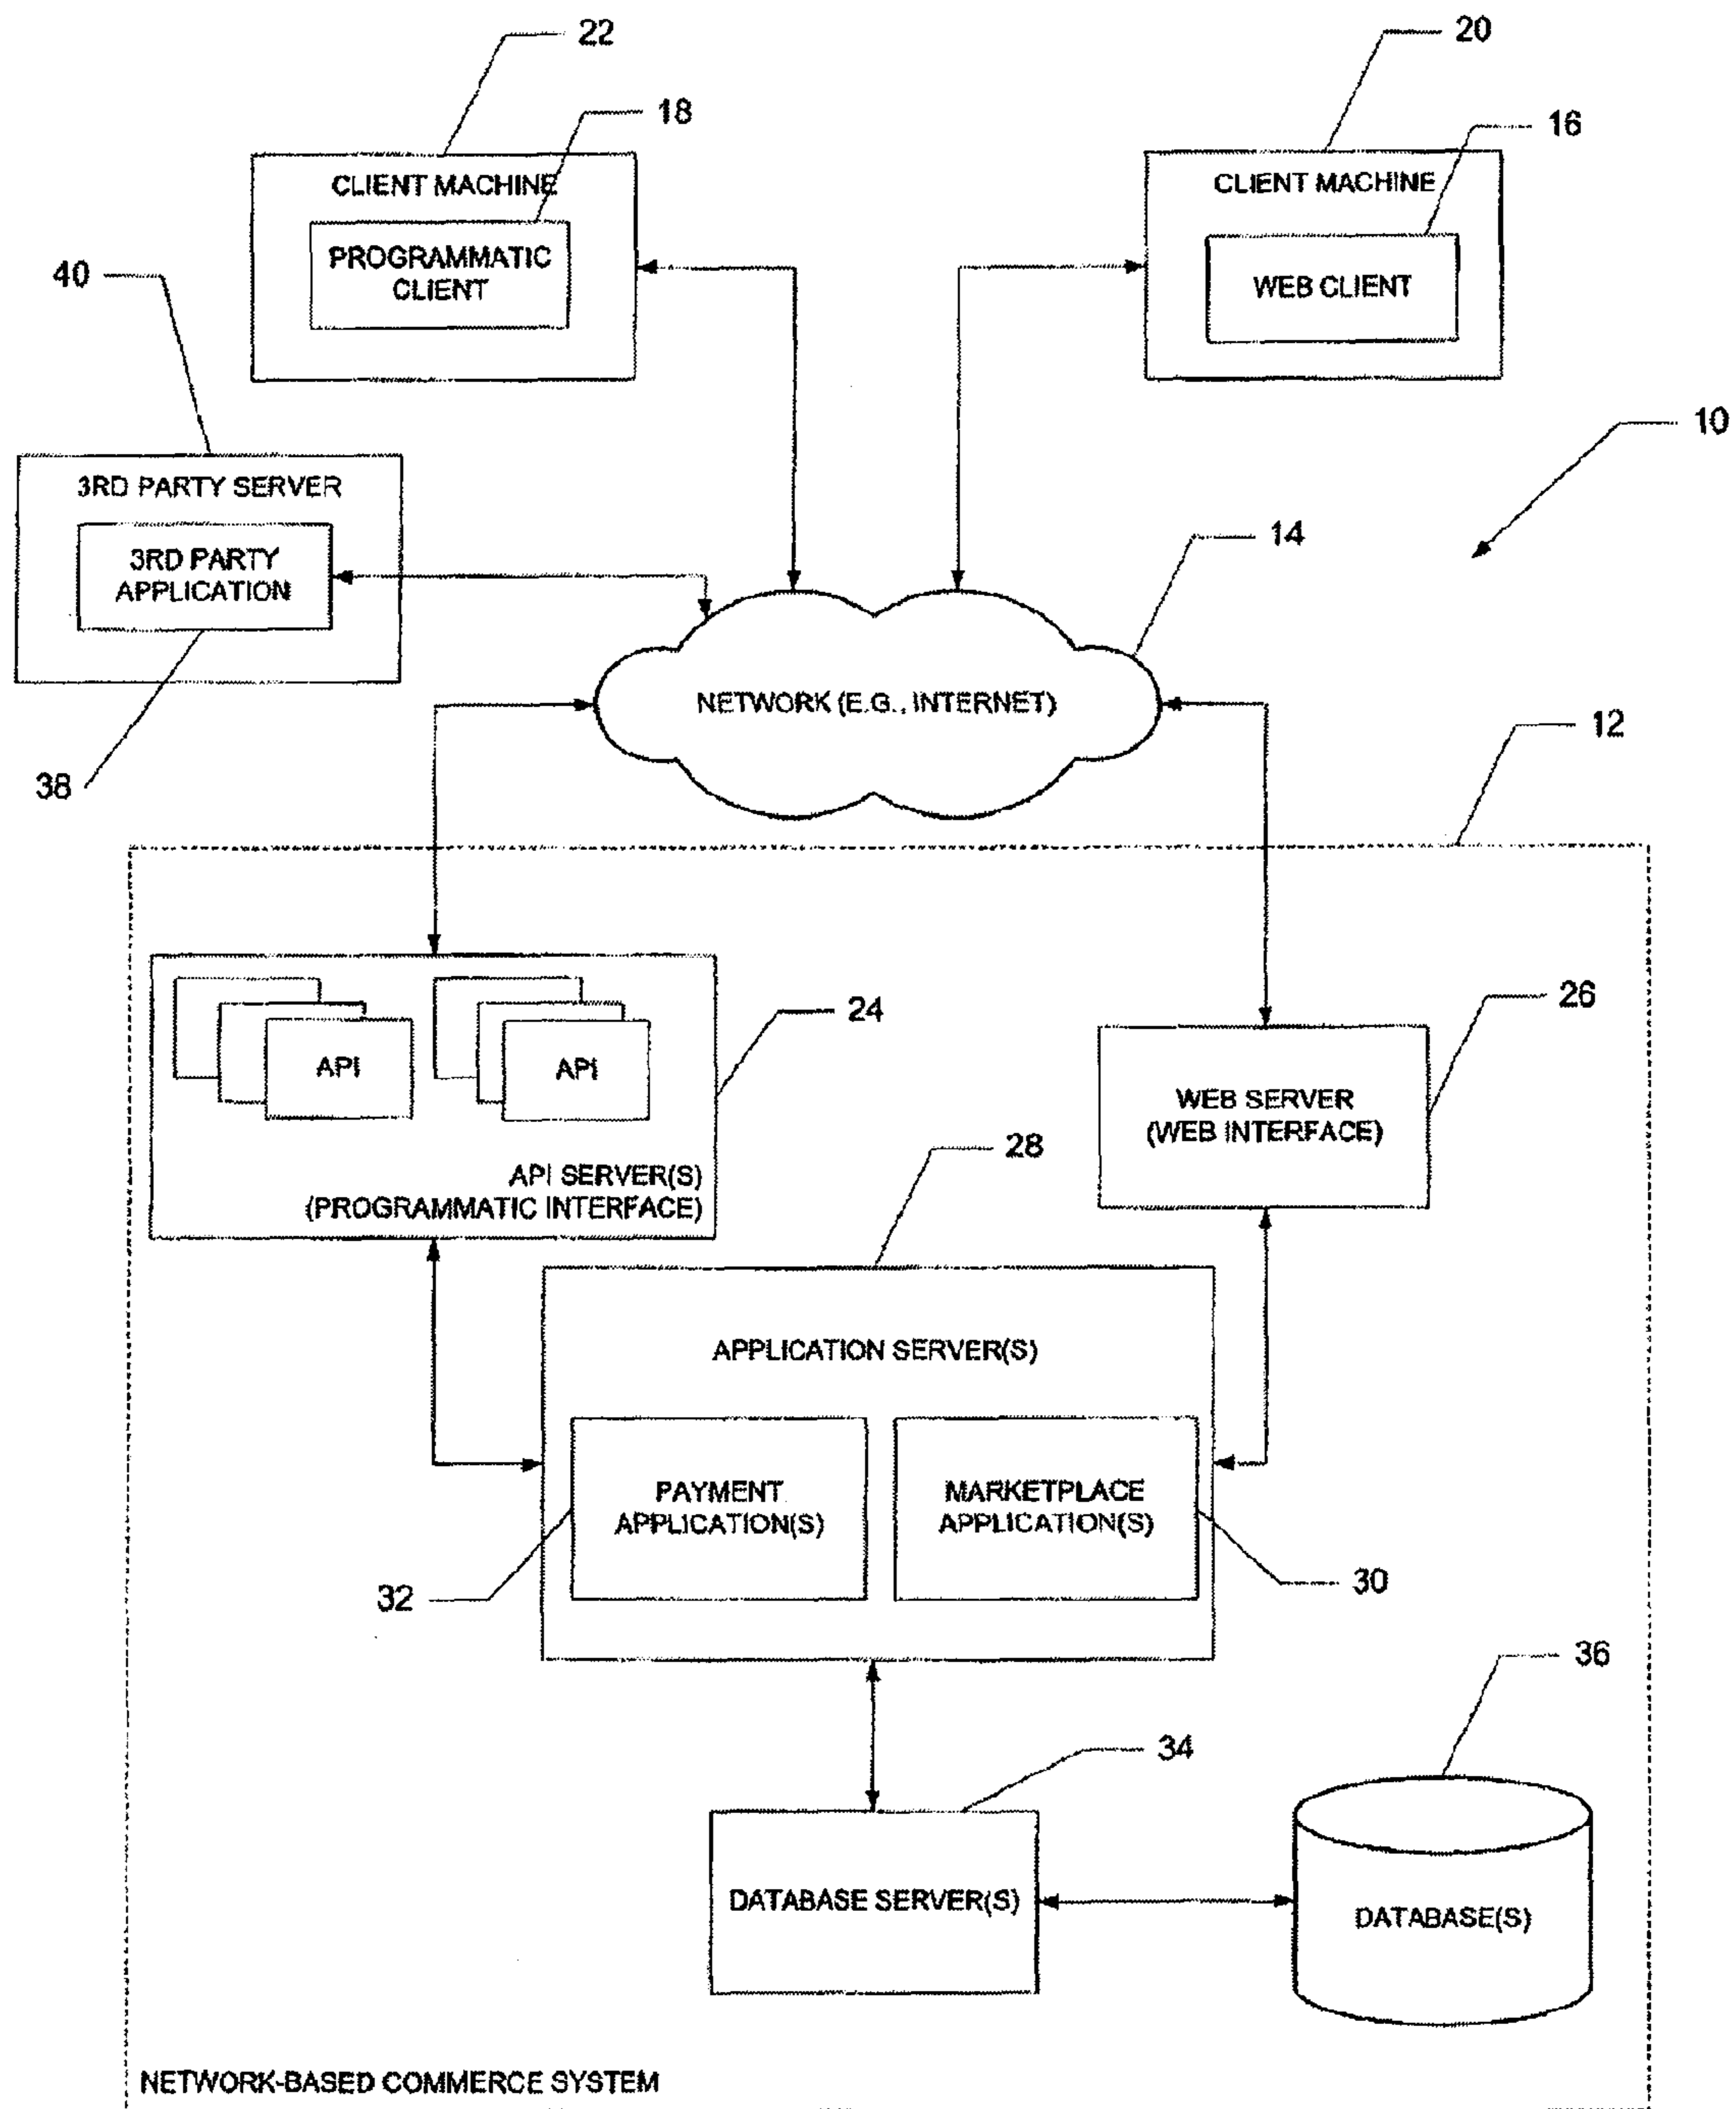 22
20
18
16
CLIENT MACHINE
CLIENT MACHINE
PROGRAMMATIC
CLIENT
WEB CLIENT
40
10
3RD PARTY SERVER
3RD PARTY
APPLICATION
14
NETWORK (E.G., INTERNET)
12
38
24
26
API
API
API SERVER(S)
(PROGRAMMATIC INTERFACE)
WEB SERVER
(WEB INTERFACE)
28
APPLICATION SERVER(S)
PAYMENT
APPLICATION(S)
MARKETPLACE
APPLICATION(S)
32
30
36
34
DATABASE SERVER(S)
DATABASE(S)
NETWORK-BASED COMMERCE SYSTEM